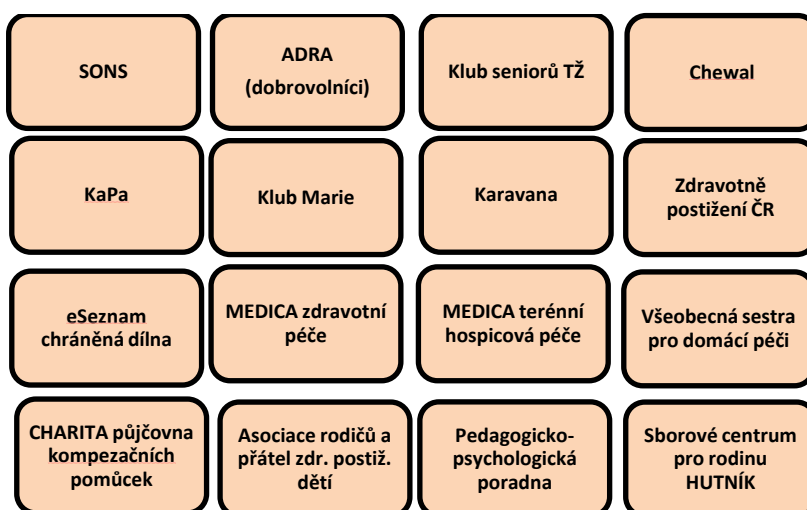 SONS
ADRA
(dobrovolníci)
Klub seniorů TŽ
Chewal
KaPa
Klub Marie
Karavana
Zdravotně
postižení ČR
eSeznam
chráněná dílna
MEDICA zdravotní
péče
MEDICA terénní
hospicová péče
Všeobecná sestra
pro domácí péči
CHARITA půjčovna
kompezačních
pomůcek
Asociace rodičů a
přátel zdr. postiž.
dětí
Pedagogicko-
psychologická
poradna
Sborové centrum
pro rodinu
HUTNÍK